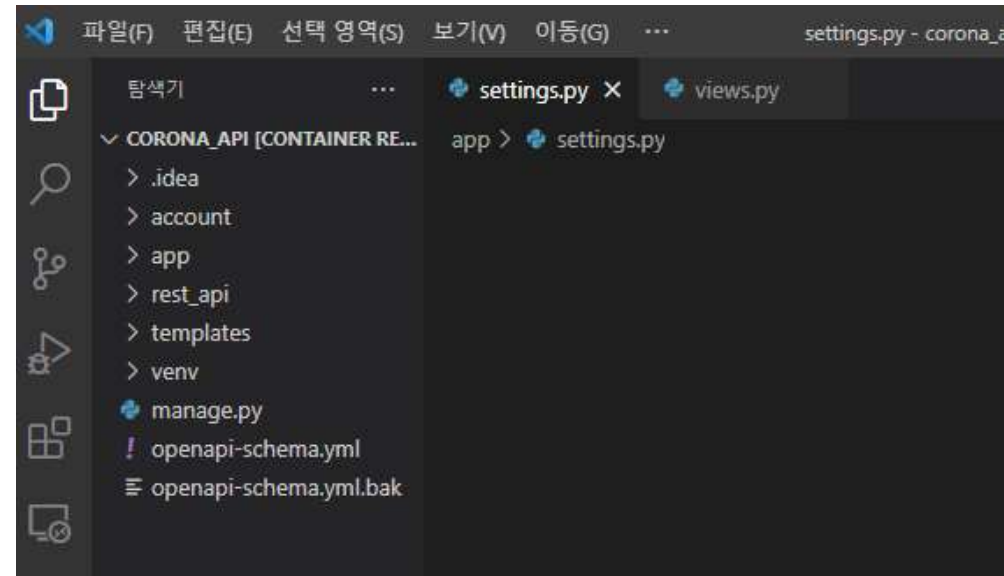 파일(F) 편집(E) 선택 영역(S) 보기(V) 이동(G) ··· settings.py - corona_a
탐색기 ···
settings.py × views.py
CORONA_API [CONTAINER RE...
app > settings.py
> .idea
> account
> app
> rest_api
> templates
> venv
manage.py
! openapi-schema.yml
openapi-schema.yml.bak